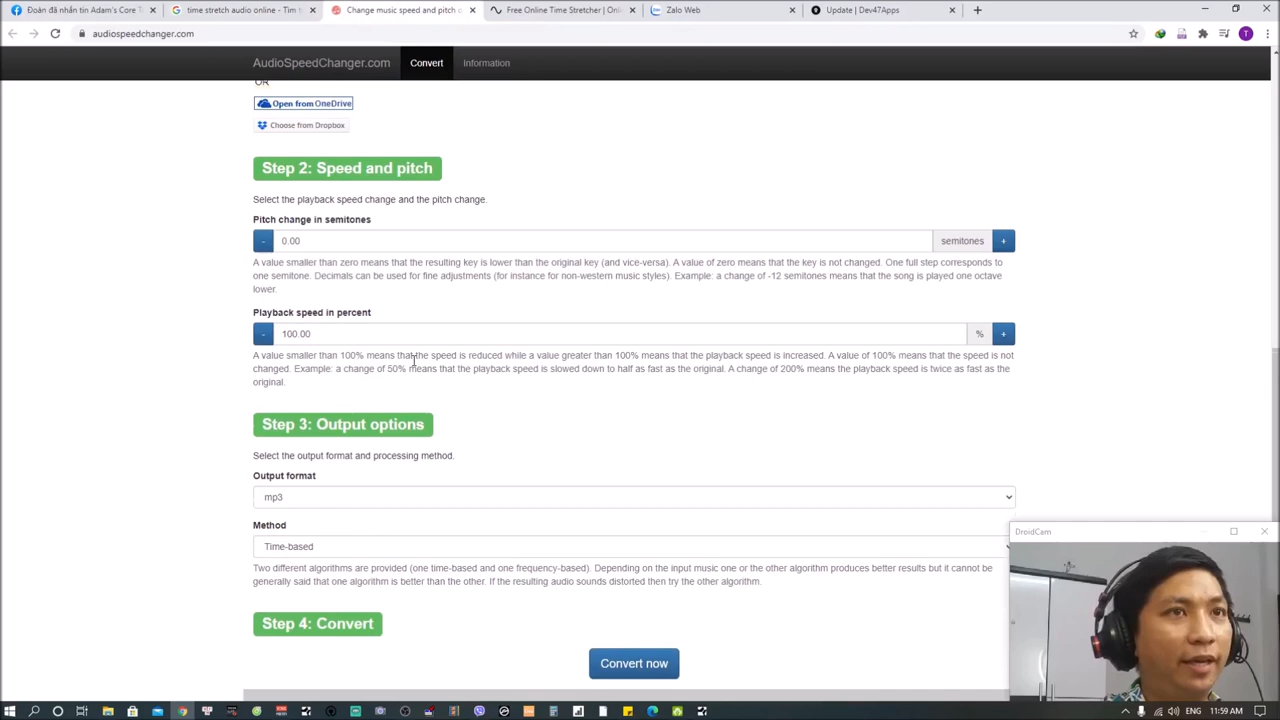 Đoàn đã nhắn tin Adam's Core T
time stretch audio online - Tìm t
Change music speed and pitch o
Free Online Time Stretcher | Onli
Zalo Web
Update | Dev47Apps
audiospeedchanger.com
AudioSpeedChanger.com
Convert
Information
OR
Open from OneDrive
Choose from Dropbox
Step 2: Speed and pitch
Select the playback speed change and the pitch change.
Pitch change in semitones
- 0.00 semitones +
A value smaller than zero means that the resulting key is lower than the original key (and vice-versa). A value of zero means that the key is not changed. One full step corresponds to
one semitone. Decimals can be used for fine adjustments (for instance for non-western music styles). Example: a change of -12 semitones means that the song is played one octave
lower.
Playback speed in percent
- 100.00 % +
A value smaller than 100% means that the speed is reduced while a value greater than 100% means that the playback speed is increased. A value of 100% means that the speed is not
changed. Example: a change of 50% means that the playback speed is slowed down to half as fast as the original. A change of 200% means the playback speed is twice as fast as the
original.
Step 3: Output options
Select the output format and processing method.
Output format
mp3
Method
Time-based
Two different algorithms are provided (one time-based and one frequency-based). Depending on the input music one or the other algorithm produces better results but it cannot be
generally said that one algorithm is better than the other. If the resulting audio sounds distorted then try the other algorithm.
Step 4: Convert
Convert now
DroidCam
ENG 11:59 AM